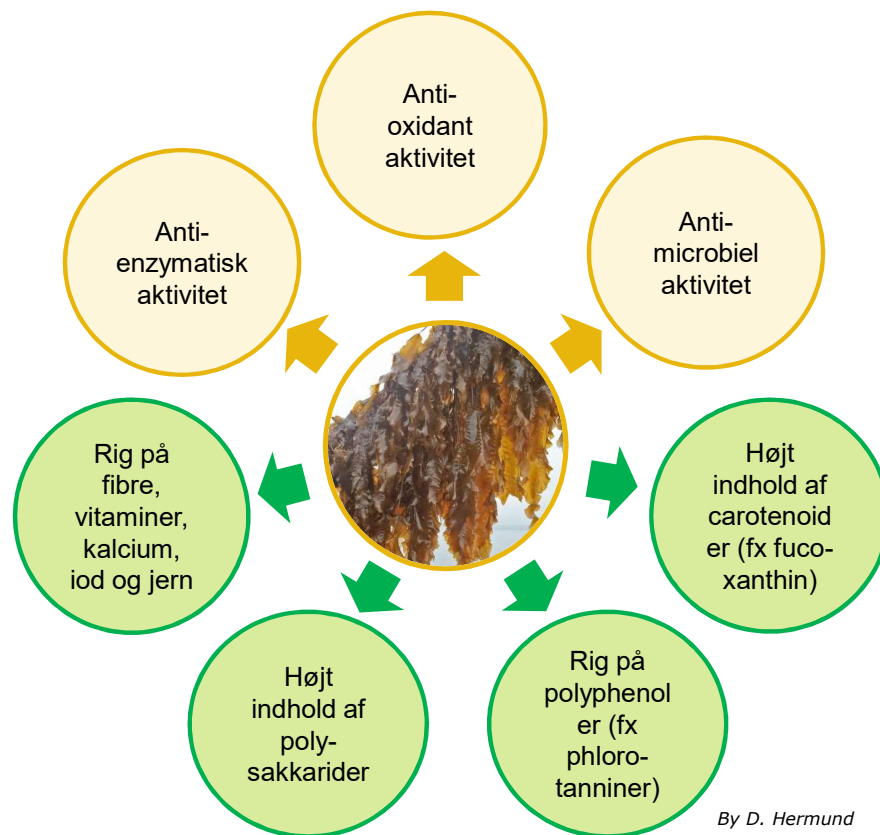 Anti-
oxidant
aktivitet
Anti-
enzymatisk
aktivitet
Anti-
microbiel
aktivitet
Rig på
fibre,
vitaminer,
kalcium,
iod og jern
Højt
indhold af
carotenoid
er (fx fuco-
xanthin)
Højt
indhold af
poly-
sakkarider
Rig på
polyphenol
er (fx
phloro-
tanniner)
By D. Hermund